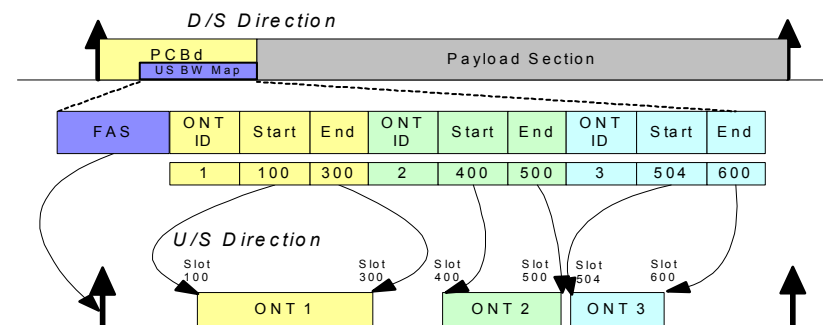 D/S Direction
PCBd
Payload Section
US BW Map
FAS
ONT ID
Start
End
ONT ID
Start
End
ONT ID
Start
End
1
100
300
2
400
500
3
504
600
U/S Direction
Slot 100
Slot 300
Slot 400
Slot 500
Slot 504
Slot 600
ONT 1
ONT 2
ONT 3